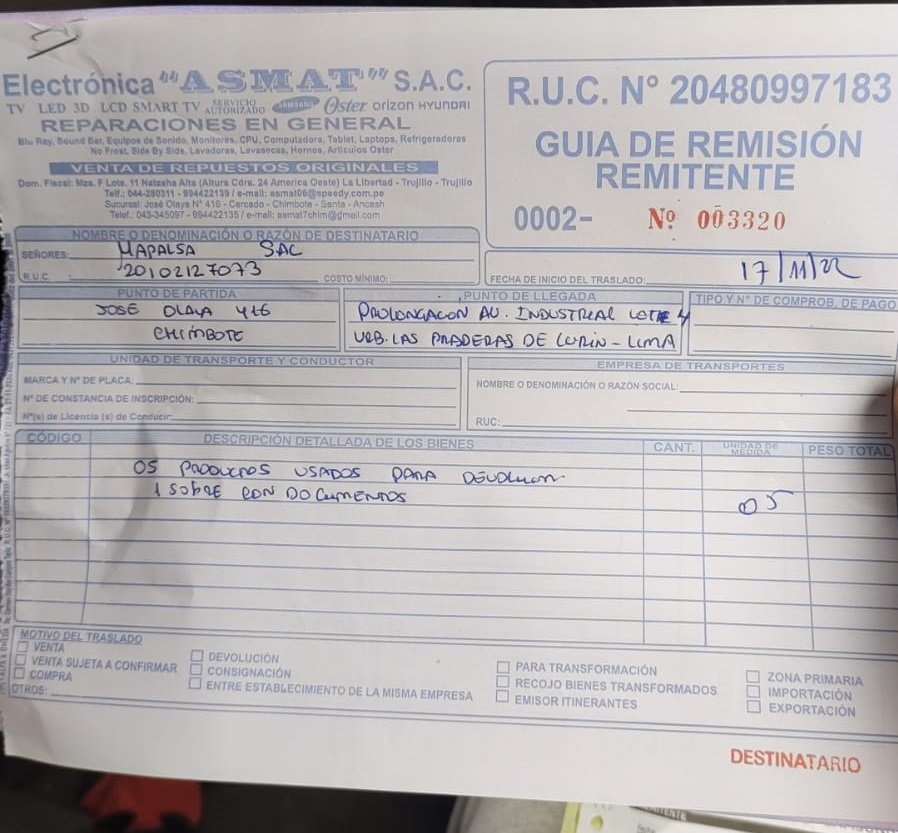 Electrónica "ASMAT" S.A.C.
TV LED 3D LCD SMART TV SERVICIO AUTORIZADO SAMSUNG Oster orizon HYUNDAI
REPARACIONES EN GENERAL
Blu Ray, Sound Bar, Equipos de Sonido, Monitores, CPU, Computadora, Tablet, Laptops, Refrigeradores
No Frost, Side By Side, Lavadoras, Lavasecas, Hornos, Artículos Oster
VENTA DE REPUESTOS ORIGINALES
Dom. Fiscal: Mza. F Lote. 11 Natasha Alta (Altura Cdra. 24 America Oeste) La Libertad - Trujillo - Trujillo
Telf.: 044-280311 - 994422139 / e-mail: asmat06@speedy.com.pe
Sucursal: José Olaya N° 416 - Cercado - Chimbote - Santa - Ancash
Telef.: 043-345097 - 994422135 / e-mail: asmat7chim@gmail.com
R.U.C. N° 20480997183
GUIA DE REMISIÓN
REMITENTE
0002- Nº 003320
NOMBRE O DENOMINACIÓN O RAZÓN DE DESTINATARIO
SEÑORES: MAPALSA SAC
R.U.C. 20102127073 COSTO MÍNIMO:
FECHA DE INICIO DEL TRASLADO: 17/11/22
PUNTO DE PARTIDA
JOSÉ OLAYA 416
CHIMBOTE
PUNTO DE LLEGADA
PROLONGACON AV. INDUSTRIAL LOTE 4
URB. LAS PRADERAS DE LURIN - LIMA
TIPO Y N° DE COMPROB. DE PAGO
UNIDAD DE TRANSPORTE Y CONDUCTOR
MARCA Y N° DE PLACA:
N° DE CONSTANCIA DE INSCRIPCIÓN:
N°(s) de Licencia (s) de Conducir:
EMPRESA DE TRANSPORTES
NOMBRE O DENOMINACIÓN O RAZÓN SOCIAL:
RUC:
CÓDIGO DESCRIPCIÓN DETALLADA DE LOS BIENES CANT. UNIDAD DE MEDIDA PESO TOTAL
05 PRODUCTOS USADOS PARA
1 SOBRE CON DOCUMENTOS 05
MOTIVO DEL TRASLADO
VENTA
VENTA SUJETA A CONFIRMAR
COMPRA
OTROS:
DEVOLUCIÓN
CONSIGNACIÓN
ENTRE ESTABLECIMIENTO DE LA MISMA EMPRESA
PARA TRANSFORMACIÓN
RECOJO BIENES TRANSFORMADOS
EMISOR ITINERANTES
ZONA PRIMARIA
IMPORTACIÓN
EXPORTACIÓN
DESTINATARIO